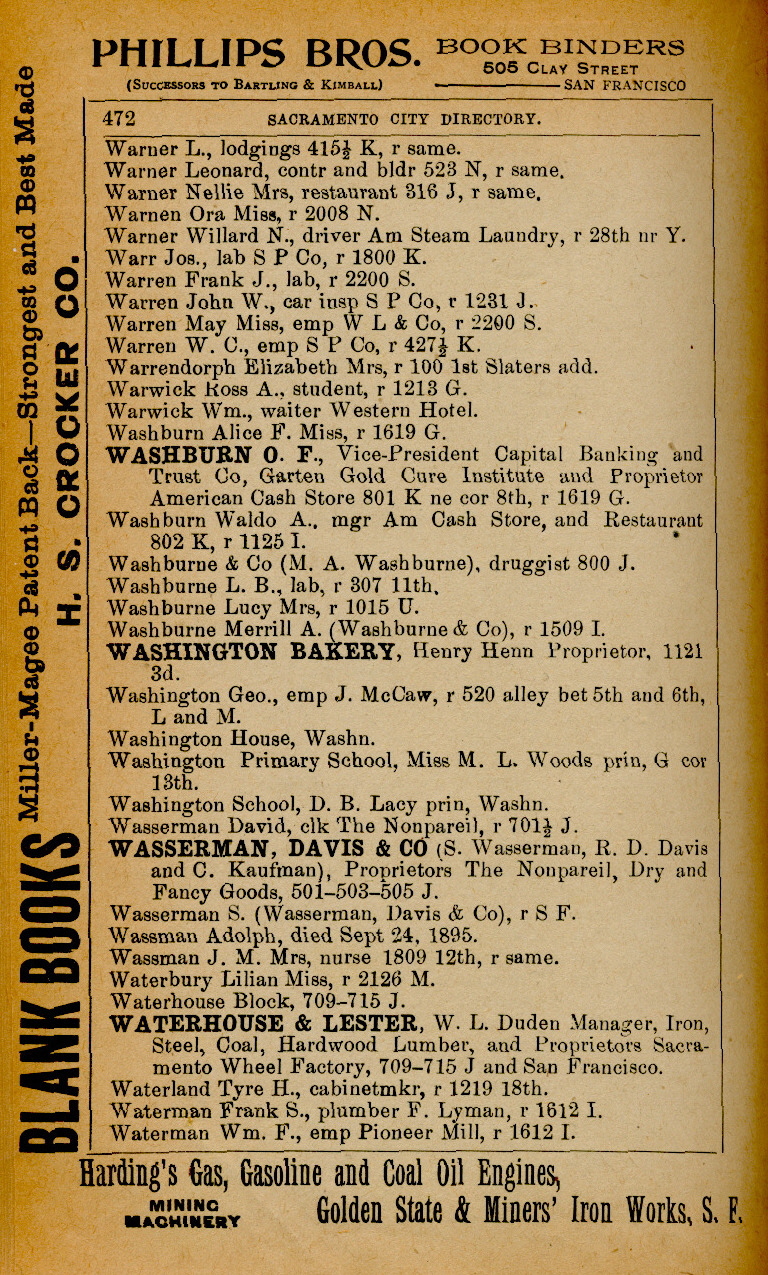 PHILLIPS BROS. BOOK BINDERS
505 CLAY STREET
(SUCCESSORS TO BARTLING & KIMBALL) SAN FRANCISCO
472 SACRAMENTO CITY DIRECTORY.
Warner L., lodgings 415½ K, r same.
Warner Leonard, contr and bldr 523 N, r same.
Warner Nellie Mrs, restaurant 316 J, r same.
Warnen Ora Miss, r 2008 N.
Warner Willard N., driver Am Steam Laundry, r 28th nr Y.
Warr Jos., lab S P Co, r 1800 K.
Warren Frank J., lab, r 2200 S.
Warren John W., car insp S P Co, r 1231 J.
Warren May Miss, emp W L & Co, r 2200 S.
Warren W. C., emp S P Co, r 427½ K.
Warrendorph Elizabeth Mrs, r 100 1st Slaters add.
Warwick Ross A., student, r 1213 G.
Warwick Wm., waiter Western Hotel.
Washburn Alice F. Miss, r 1619 G.
WASHBURN O. F., Vice-President Capital Banking and
Trust Co, Garten Gold Cure Institute and Proprietor
American Cash Store 801 K ne cor 8th, r 1619 G.
Washburn Waldo A., mgr Am Cash Store, and Restaurant
802 K, r 1125 I.
Washburne & Co (M. A. Washburne), druggist 800 J.
Washburne L. B., lab, r 307 11th.
Washburne Lucy Mrs, r 1015 U.
Washburne Merrill A. (Washburne & Co), r 1509 I.
WASHINGTON BAKERY, Henry Henn Proprietor, 1121
3d.
Washington Geo., emp J. McCaw, r 520 alley bet 5th and 6th,
L and M.
Washington House, Washn.
Washington Primary School, Miss M. L. Woods prin, G cor
13th.
Washington School, D. B. Lacy prin, Washn.
Wasserman David, clk The Nonpareil, r 701½ J.
WASSERMAN, DAVIS & CO (S. Wasserman, R. D. Davis
and C. Kaufman), Proprietors The Nonpareil, Dry and
Fancy Goods, 501–503–505 J.
Wasserman S. (Wasserman, Davis & Co), r S F.
Wassman Adolph, died Sept 24, 1895.
Wassman J. M. Mrs, nurse 1809 12th, r same.
Waterbury Lilian Miss, r 2126 M.
Waterhouse Block, 709–715 J.
WATERHOUSE & LESTER, W. L. Duden Manager, Iron,
Steel, Coal, Hardwood Lumber, and Proprietors Sacra-
mento Wheel Factory, 709–715 J and San Francisco.
Waterland Tyre H., cabinetmkr, r 1219 18th.
Waterman Frank S., plumber F. Lyman, r 1612 I.
Waterman Wm. F., emp Pioneer Mill, r 1612 I.
BLANK BOOKS Miller-Magee Patent Back—Strongest and Best Made
H. S. CROCKER CO.
Harding's Gas, Gasoline and Coal Oil Engines,
MINING
MACHINERY Golden State & Miners' Iron Works, S. F.